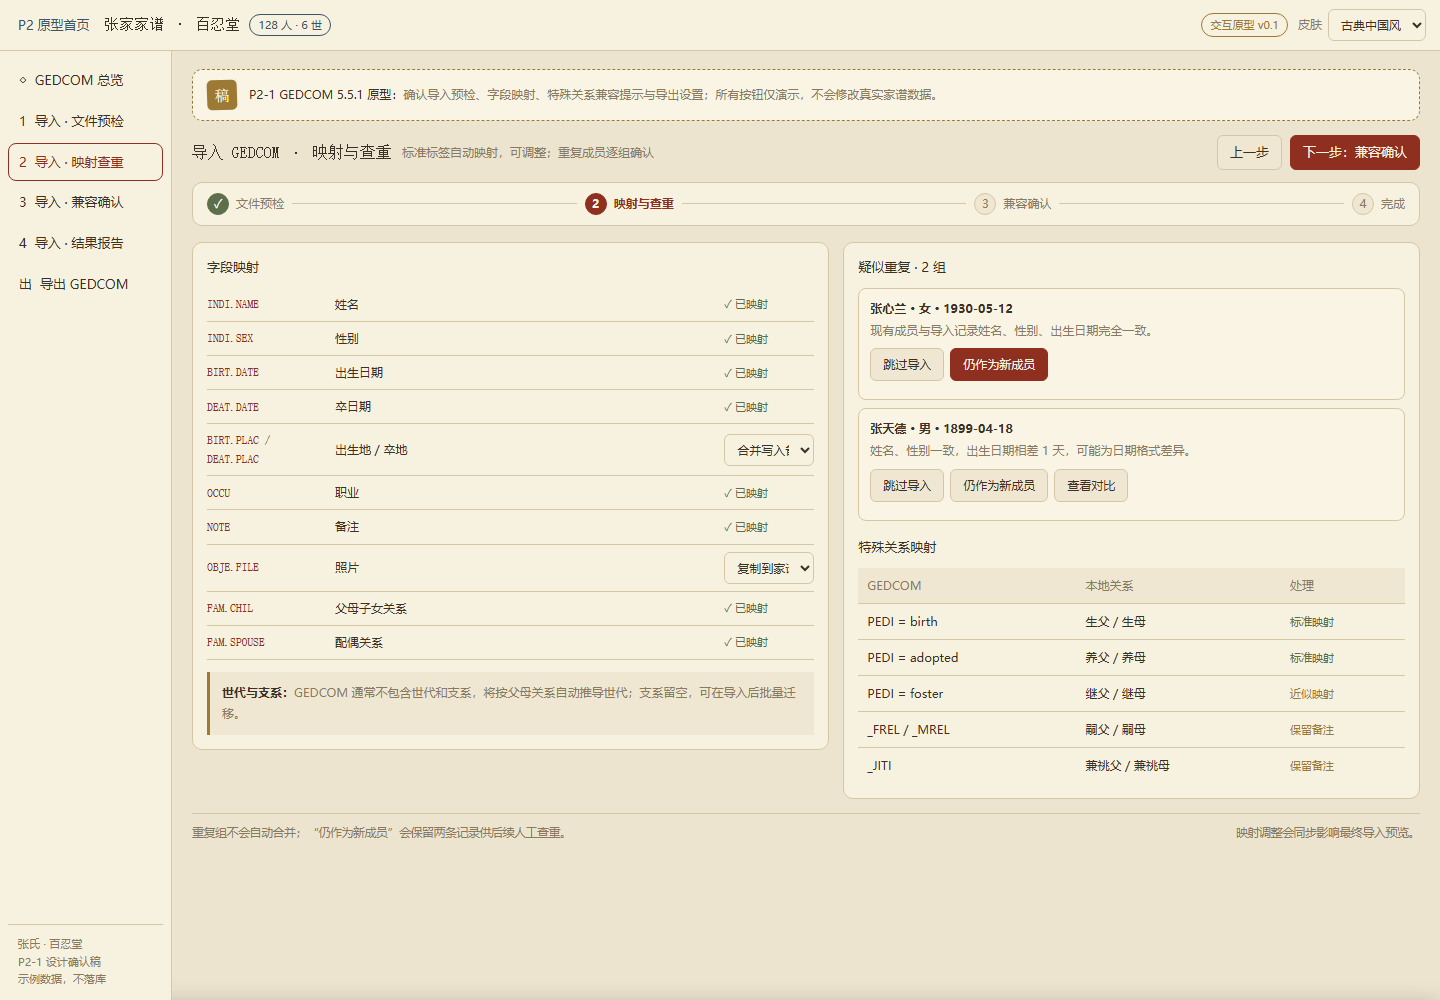 P2 原型首页 张家家谱 · 百忍堂 128 人 · 6 世 交互原型 v0.1 皮肤 古典中国风
◇ GEDCOM 总览
1 导入 · 文件预检
2 导入 · 映射查重
3 导入 · 兼容确认
4 导入 · 结果报告
出 导出 GEDCOM
张氏 · 百忍堂
P2-1 设计确认稿
示例数据，不落库
稿 P2-1 GEDCOM 5.5.1 原型：确认导入预检、字段映射、特殊关系兼容提示与导出设置；所有按钮仅演示，不会修改真实家谱数据。
导入 GEDCOM · 映射与查重 标准标签自动映射，可调整；重复成员逐组确认 上一步 下一步：兼容确认
✓ 文件预检 2 映射与查重 3 兼容确认 4 完成
字段映射
INDI.NAME 姓名 ✓ 已映射
INDI.SEX 性别 ✓ 已映射
BIRT.DATE 出生日期 ✓ 已映射
DEAT.DATE 卒日期 ✓ 已映射
BIRT.PLAC /
DEAT.PLAC 出生地 / 卒地 合并写入
OCCU 职业 ✓ 已映射
NOTE 备注 ✓ 已映射
OBJE.FILE 照片 复制到家
FAM.CHIL 父母子女关系 ✓ 已映射
FAM.SPOUSE 配偶关系 ✓ 已映射
世代与支系：GEDCOM 通常不包含世代和支系，将按父母关系自动推导世代；支系留空，可在导入后批量迁
移。
疑似重复 · 2 组
张心兰 • 女 • 1930-05-12
现有成员与导入记录姓名、性别、出生日期完全一致。
跳过导入 仍作为新成员
张天德 • 男 • 1899-04-18
姓名、性别一致，出生日期相差 1 天，可能为日期格式差异。
跳过导入 仍作为新成员 查看对比
特殊关系映射
GEDCOM 本地关系 处理
PEDI = birth 生父 / 生母 标准映射
PEDI = adopted 养父 / 养母 标准映射
PEDI = foster 继父 / 继母 近似映射
_FREL / _MREL 嗣父 / 嗣母 保留备注
_JITI 兼祧父 / 兼祧母 保留备注
重复组不会自动合并；“仍作为新成员”会保留两条记录供后续人工查重。 映射调整会同步影响最终导入预览。